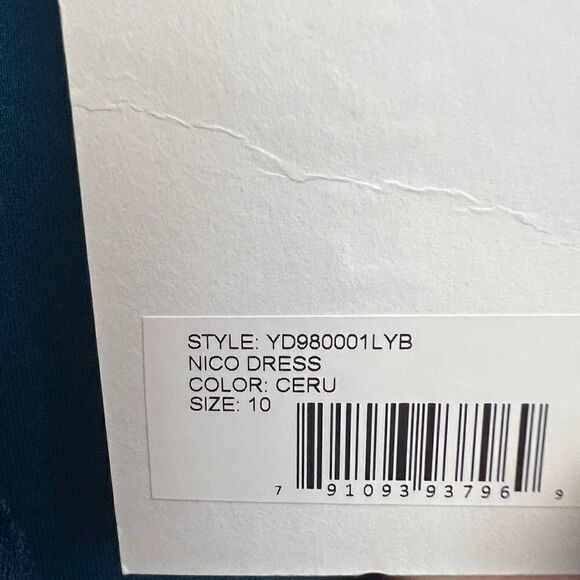 STYLE: YD980001LYB
NICO DRESS
COLOR: CERU
SIZE: 10
7 91093 93796 9